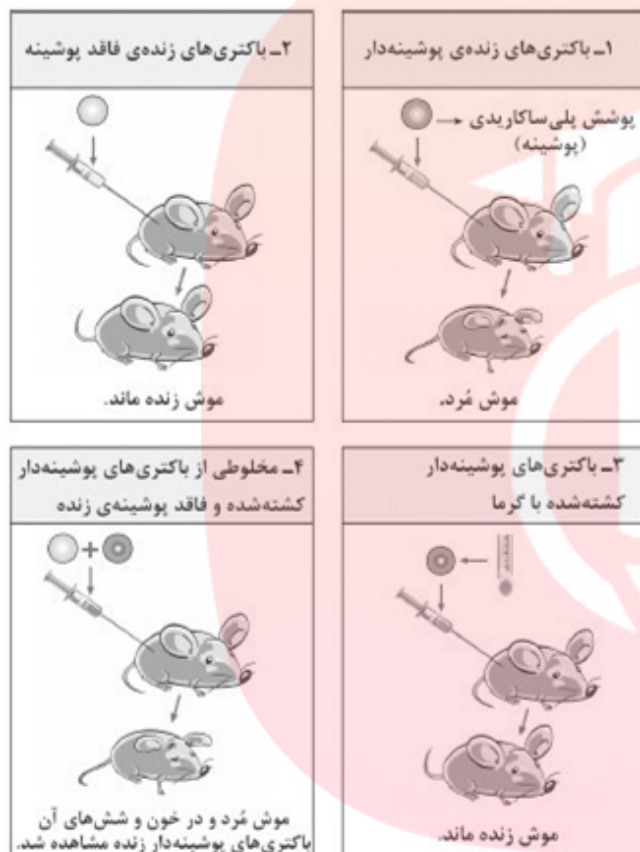 ۱ـ باکتری‌های زنده‌ی پوشینه‌دار
پوشش پلی‌ساکاریدی
(پوشینه)
موش مُرد.
۲ـ باکتری‌های زنده‌ی فاقد پوشینه
موش زنده ماند.
۳ـ باکتری‌های پوشینه‌دار
کشته‌شده با گرما
موش زنده ماند.
۴ـ مخلوطی از باکتری‌های پوشینه‌دار
کشته‌شده و فاقد پوشینه‌ی زنده
+
موش مُرد و در خون و شش‌های آن
باکتری‌های پوشینه‌دار زنده مشاهده شد.